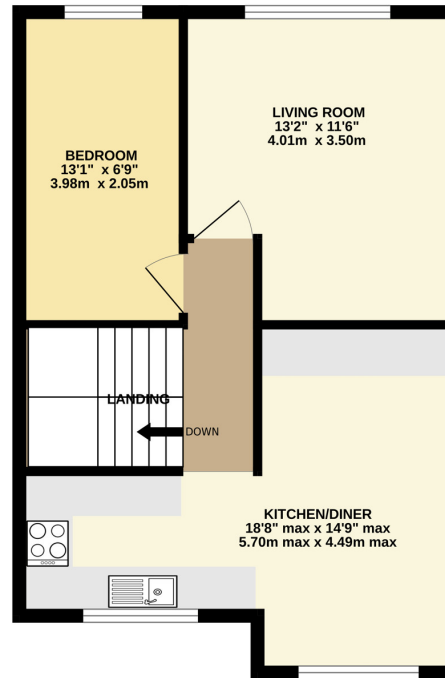 LIVING ROOM
13'2" x 11'6"
4.01m x 3.50m
BEDROOM
13'1" x 6'9"
3.98m x 2.05m
LANDING
DOWN
KITCHEN/DINER
18'8" max x 14'9" max
5.70m max x 4.49m max